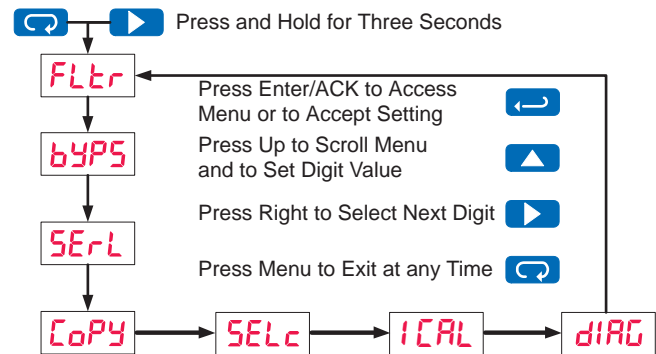 Press and Hold for Three Seconds
FLtr
Press Enter/ACK to Access
Menu or to Accept Setting
bYPS
Press Up to Scroll Menu
and to Set Digit Value
Press Right to Select Next Digit
SErL
Press Menu to Exit at any Time
CoPY
SELc
ICAL
dIAG